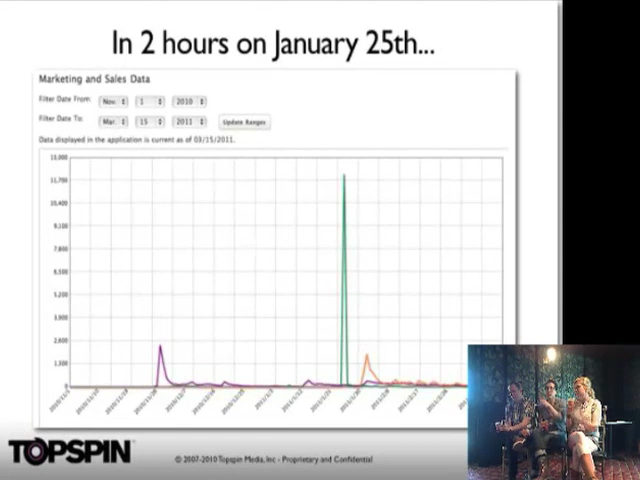 In 2 hours on January 25th...
Marketing and Sales Data
Filter Date From: Nov. 1 2010
Filter Date To: Mar. 15 2011 Update Ranges
Data displayed in the application is current as of 03/15/2011.
13,000
11,700
10,400
9,100
7,800
6,500
5,200
3,900
2,600
1,300
0
TOPSPIN
© 2007-2010 Topspin Media, Inc - Proprietary and Confidential